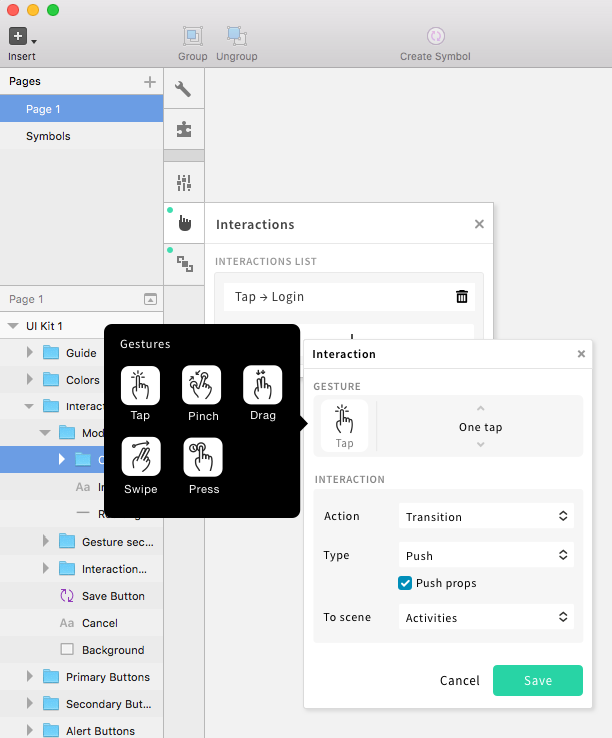 Insert
Group
Ungroup
Create Symbol
Pages
Page 1
Symbols
Page 1
UI Kit 1
Guide
Colors
Interac
Mod
Aa
Gesture sec...
Interaction...
Save Button
Aa Cancel
Background
Primary Buttons
Secondary But...
Alert Buttons
Interactions
INTERACTIONS LIST
Tap → Login
Gestures
Tap
Pinch
Drag
Swipe
Press
Interaction
GESTURE
Tap
One tap
INTERACTION
Action Transition
Type Push
Push props
To scene Activities
Cancel
Save